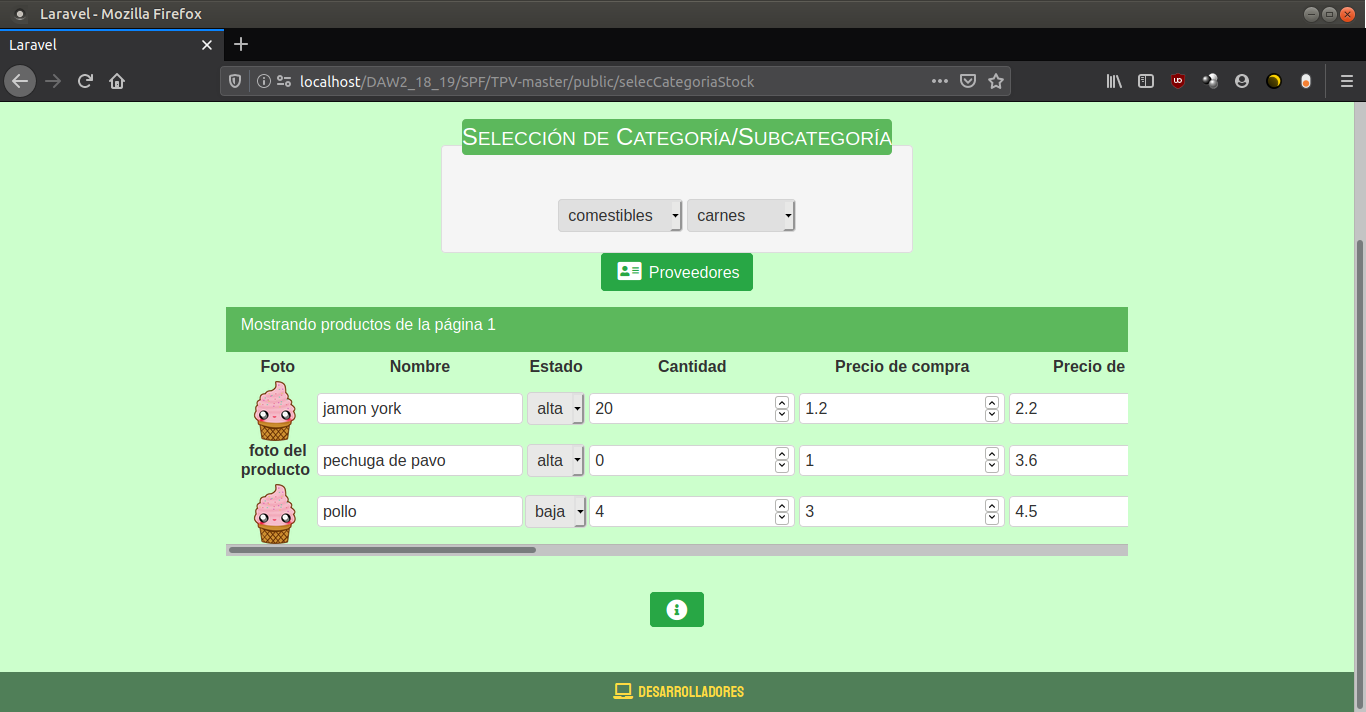 Laravel - Mozilla Firefox
Laravel
localhost/DAW2_18_19/SPF/TPV-master/public/selecCategoriaStock
Selección de Categoría/Subcategoría
comestibles carnes
Proveedores
Mostrando productos de la página 1
Foto Nombre Estado Cantidad Precio de compra Precio de
jamon york alta 20 1.2 2.2
foto del producto pechuga de pavo alta 0 1 3.6
pollo baja 4 3 4.5
DESARROLLADORES